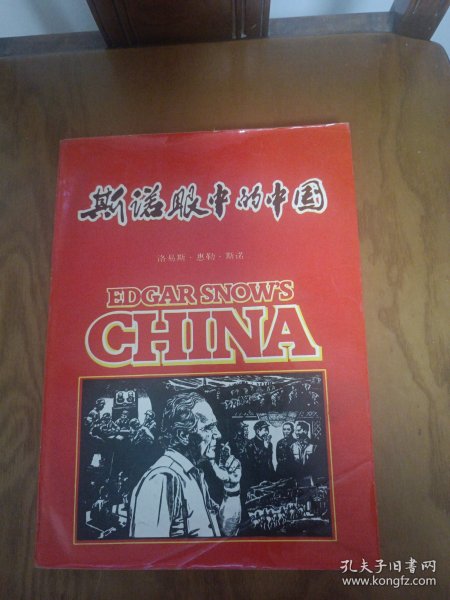 斯诺眼中的中国
洛易斯·惠勒·斯诺
EDGAR SNOW'S
CHINA
孔夫子旧书网
www.kongfz.com